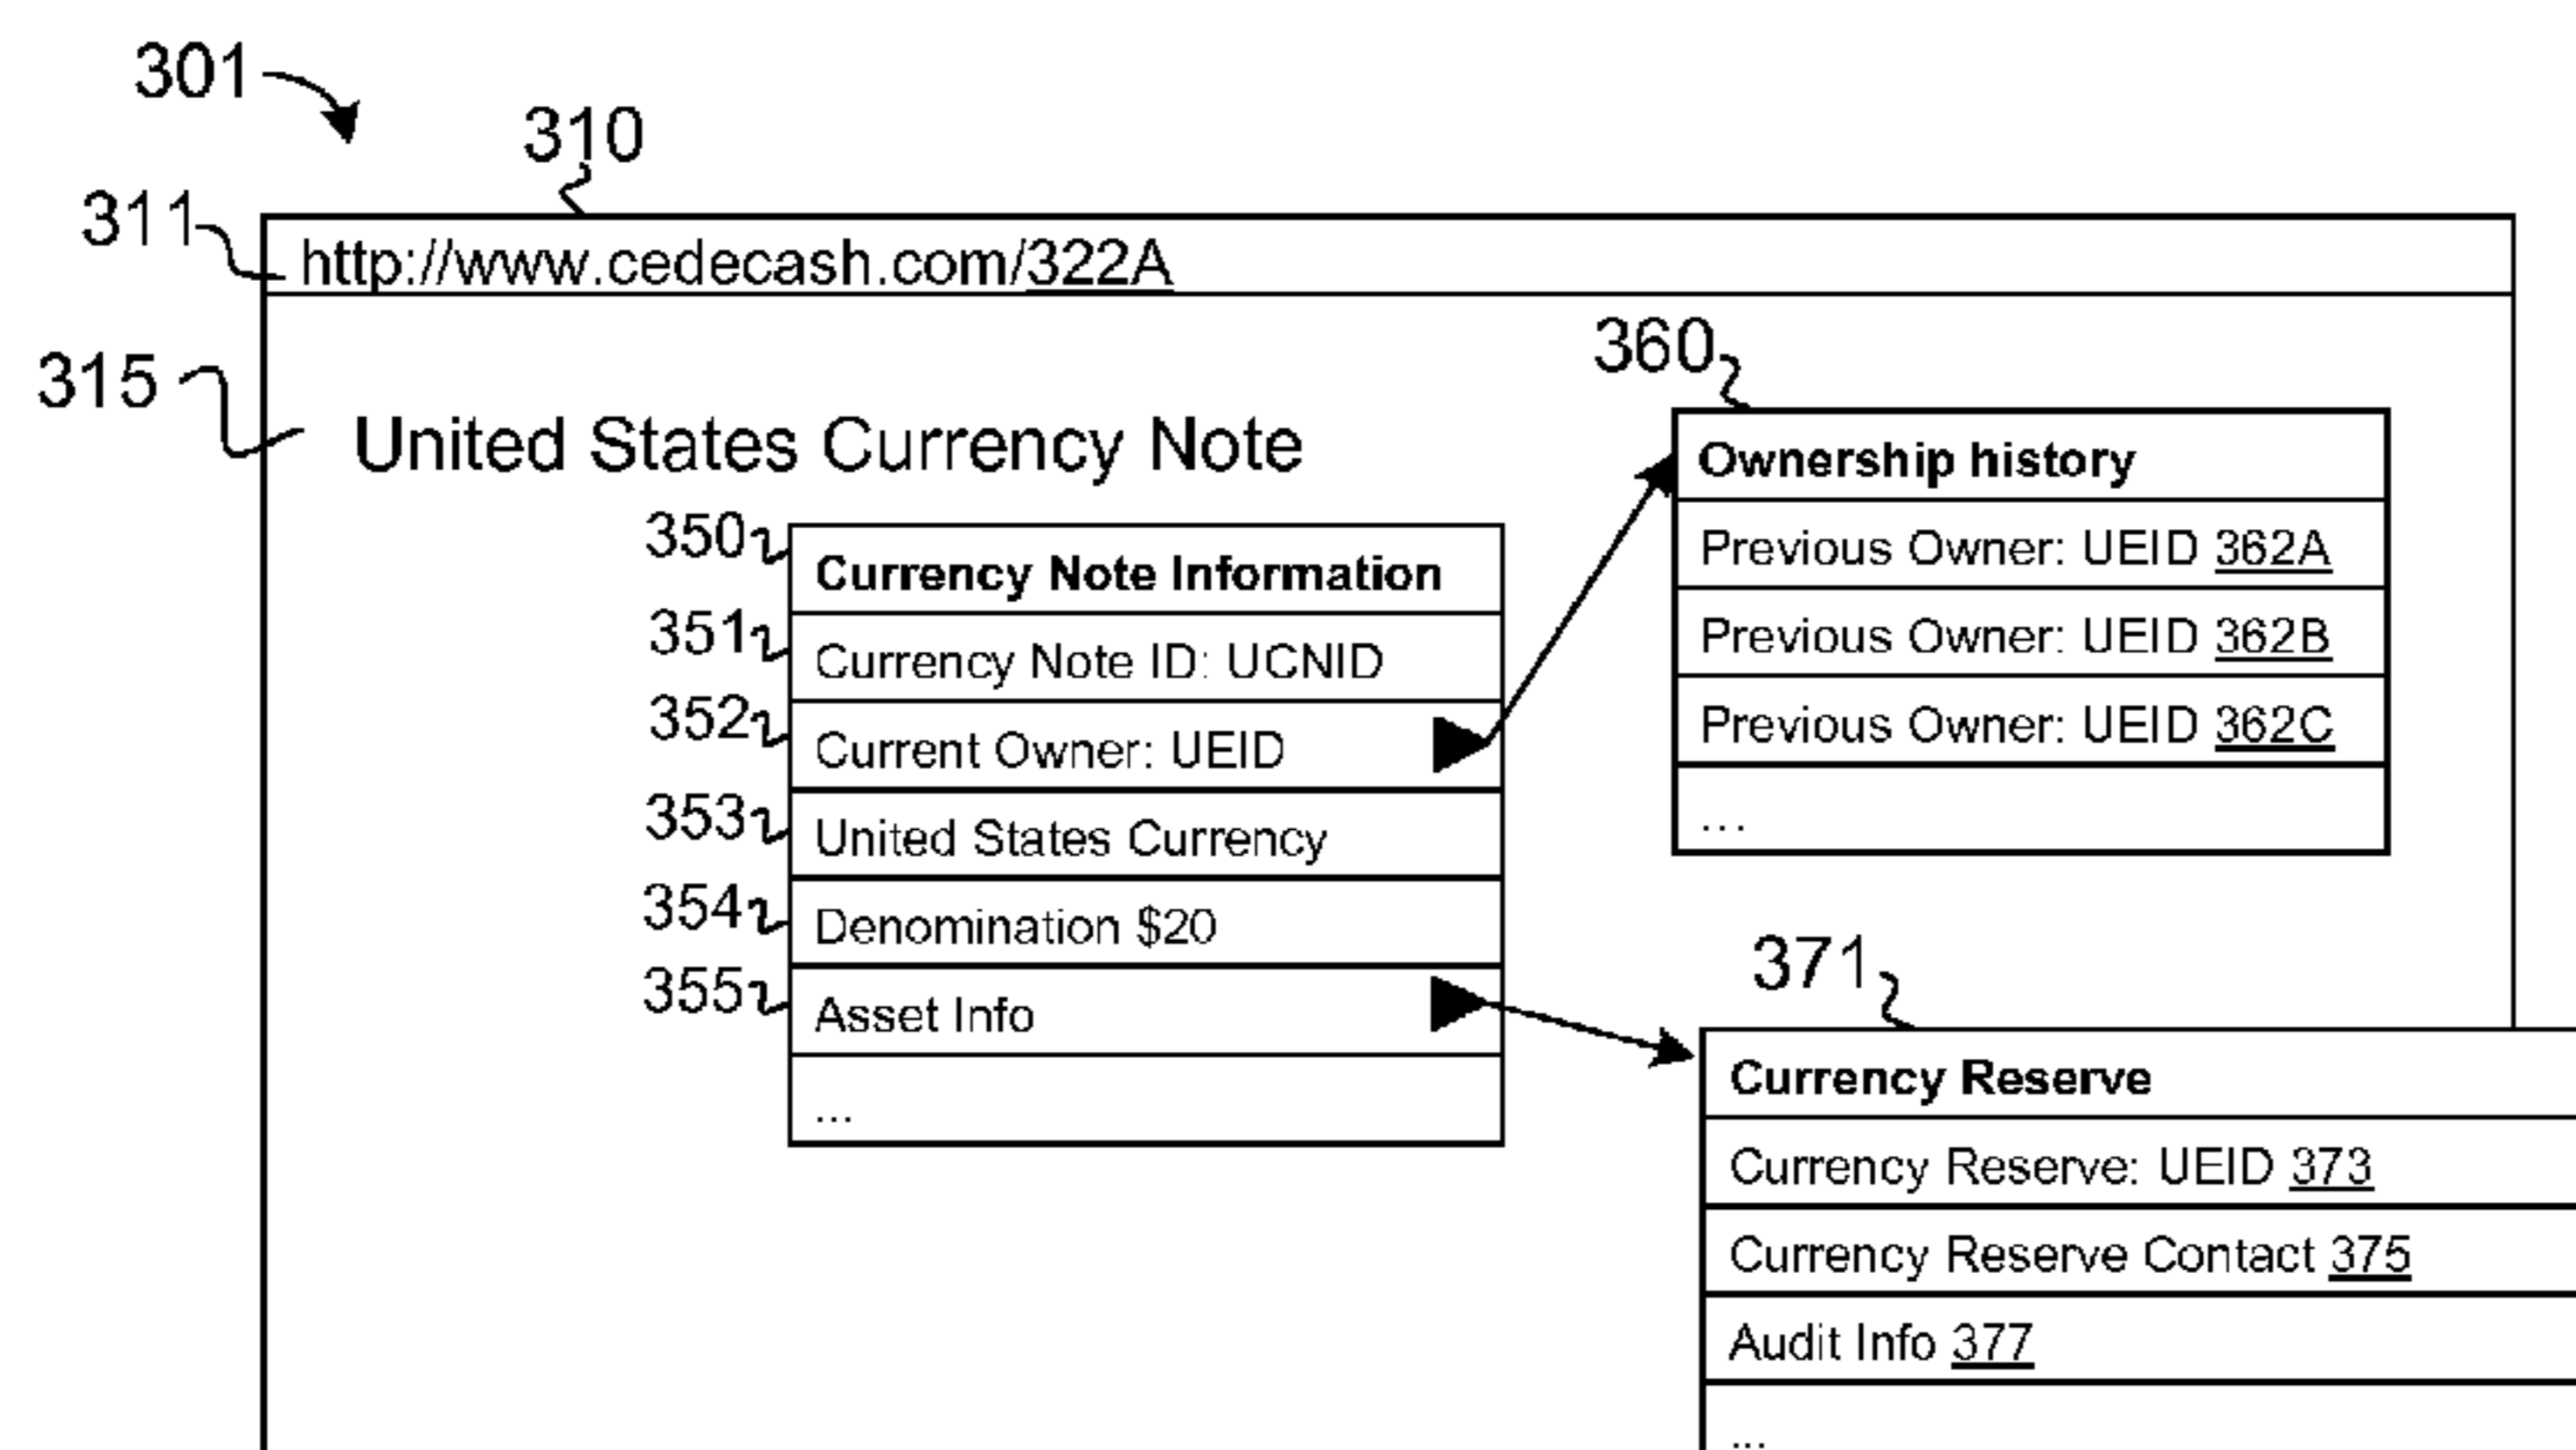 301
310
311
http://www.cedecash.com/322A
315
United States Currency Note
360
Ownership history
Previous Owner: UEID 362A
Previous Owner: UEID 362B
Previous Owner: UEID 362C
...
350
Currency Note Information
351
Currency Note ID: UCNID
352
Current Owner: UEID
353
United States Currency
354
Denomination $20
355
Asset Info
...
371
Currency Reserve
Currency Reserve: UEID 373
Currency Reserve Contact 375
Audit Info 377
...